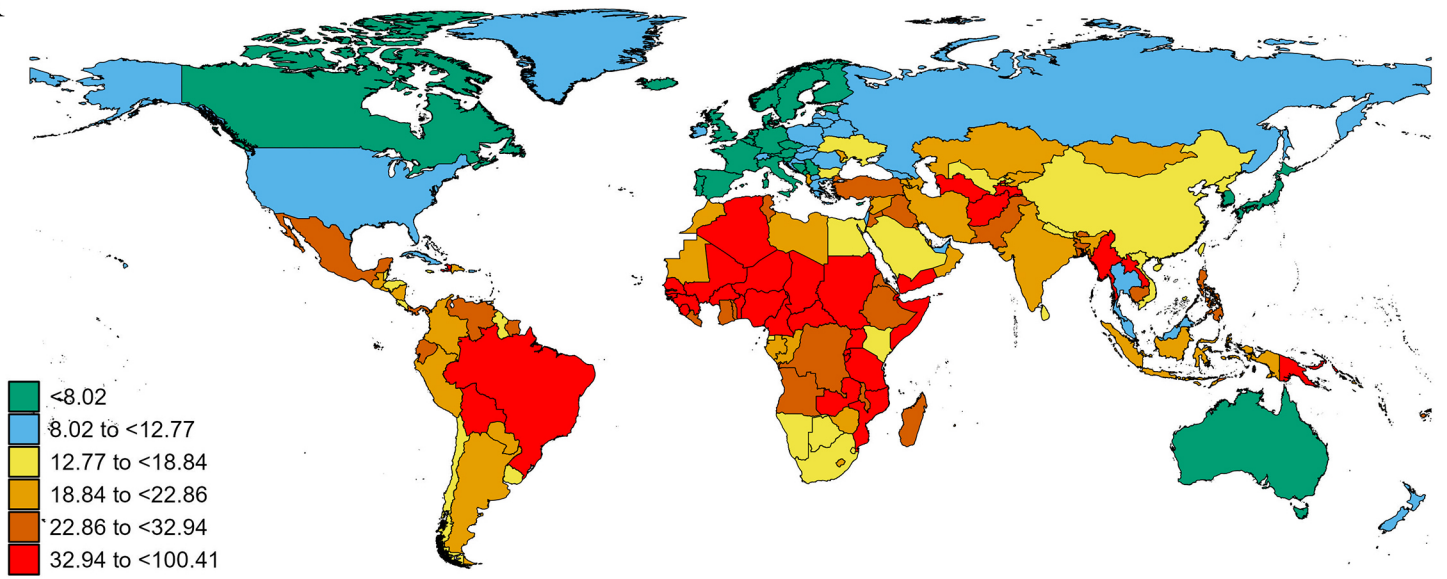 <8.02
8.02 to <12.77
12.77 to <18.84
18.84 to <22.86
22.86 to <32.94
32.94 to <100.41